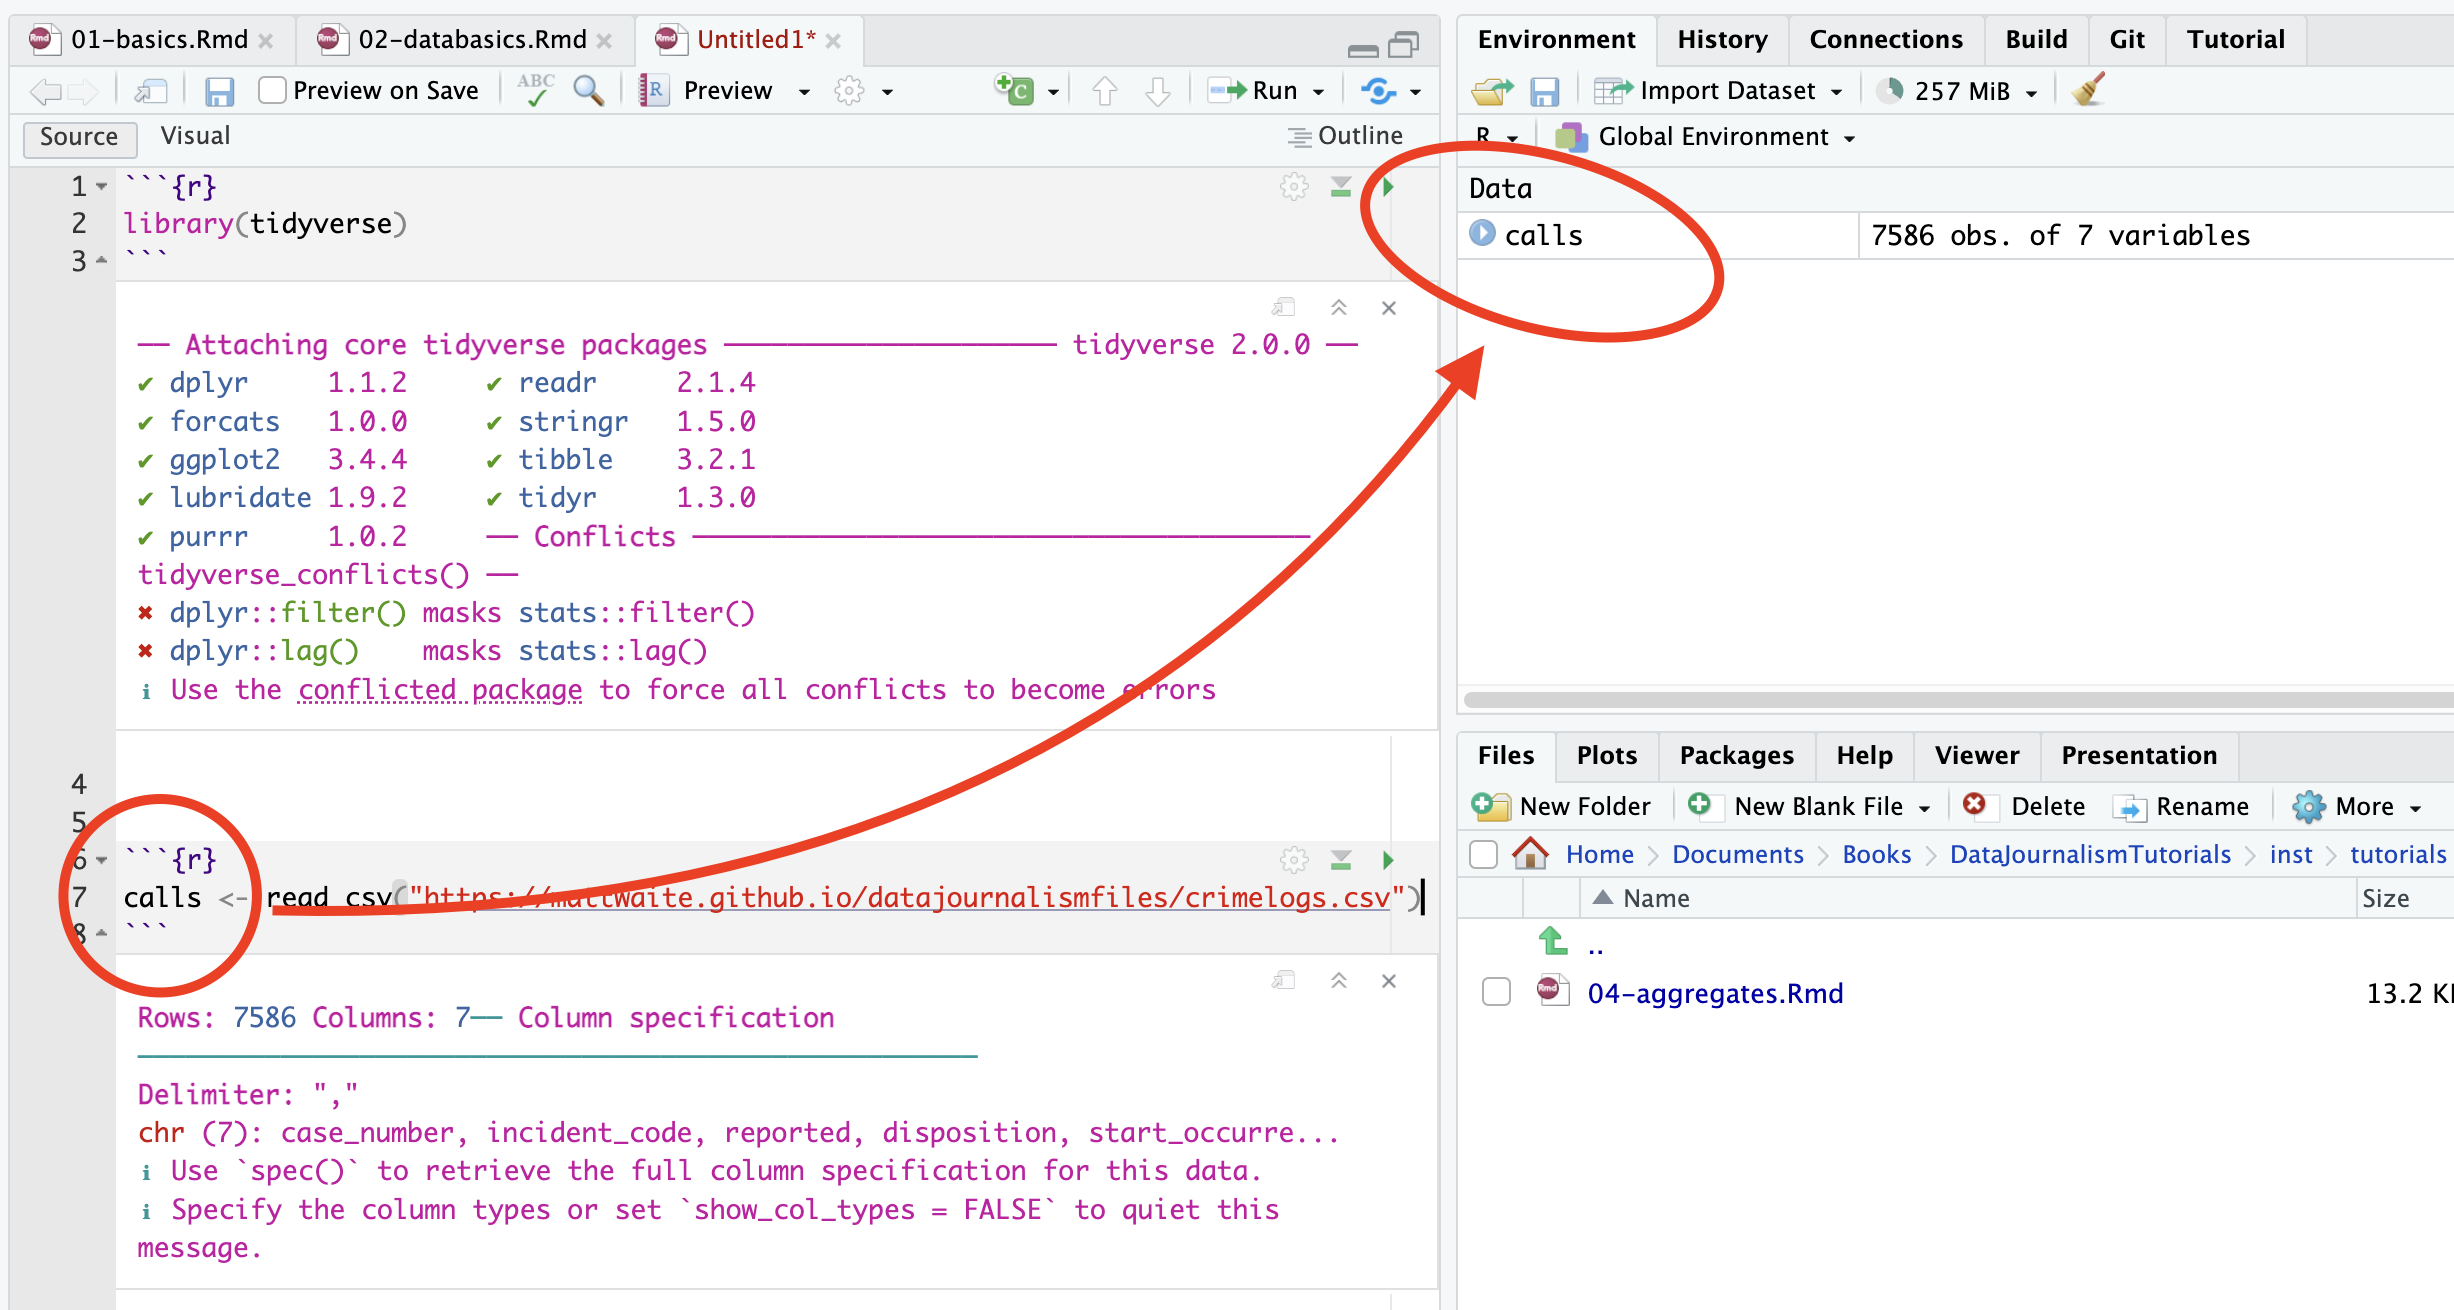 01-basics.Rmd
02-databasics.Rmd
Untitled1*
Preview on Save
ABC
Preview
Run
Source
Visual
Outline
1
```{r}
2
library(tidyverse)
3
```
── Attaching core tidyverse packages ───────────────────── tidyverse 2.0.0 ──
✔ dplyr     1.1.2     ✔ readr     2.1.4
✔ forcats   1.0.0     ✔ stringr   1.5.0
✔ ggplot2   3.4.4     ✔ tibble    3.2.1
✔ lubridate 1.9.2     ✔ tidyr     1.3.0
✔ purrr     1.0.2     ── Conflicts ───────────────────────────────────────
tidyverse_conflicts() ──
✖ dplyr::filter() masks stats::filter()
✖ dplyr::lag()    masks stats::lag()
ℹ Use the conflicted package to force all conflicts to become errors
4
5
6
```{r}
7
calls <- read_csv("https://mattwaite.github.io/datajournalismfiles/crimelogs.csv")
8
```
Rows: 7586 Columns: 7── Column specification
─────────────────────────────────────────────────────
Delimiter: ","
chr (7): case_number, incident_code, reported, disposition, start_occurre...
ℹ Use `spec()` to retrieve the full column specification for this data.
ℹ Specify the column types or set `show_col_types = FALSE` to quiet this
message.
Environment
History
Connections
Build
Git
Tutorial
Import Dataset
257 MiB
R
Global Environment
Data
calls
7586 obs. of 7 variables
Files
Plots
Packages
Help
Viewer
Presentation
New Folder
New Blank File
Delete
Rename
More
Home
Documents
Books
DataJournalismTutorials
inst
tutorials
Name
Size
..
04-aggregates.Rmd
13.2 K